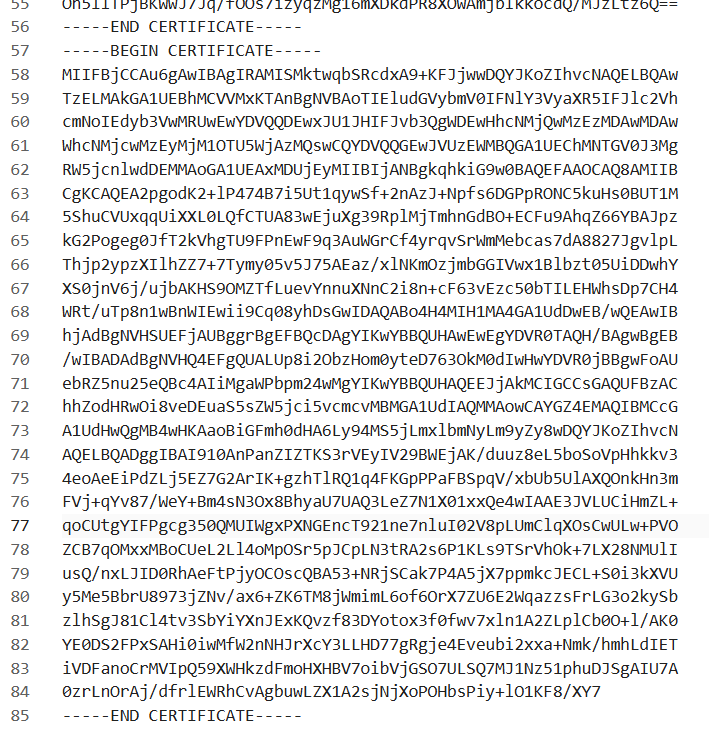 55
56 -----END CERTIFICATE-----
57 -----BEGIN CERTIFICATE-----
58 MIIFBjCCAu6gAwIBAgIRAMISMktwqbSRcdxA9+KFJjwwDQYJKoZIhvcNAQELBQAw
59 TzELMAkGA1UEBhMCVVMxKTAnBgNVBAoTIEludGVybmV0IFNlY3VyaXR5IFJlc2Vh
60 cmNoIEdyb3VwMRUwEwYDVQQDEwxJU1JHIFJvb3QgWDEwHhcNMjQwMzEzMDAwMDAw
61 WhcNMjcwMzEyMjM1OTU5WjAzMQswCQYDVQQGEwJVUzEWMBQGA1UEChMNTGV0J3Mg
62 RW5jcnlwdDEMMAoGA1UEAxMDUjEyMIIBIjANBgkqhkiG9w0BAQEFAAOCAQ8AMIIB
63 CgKCAQEA2pgodK2+lP474B7i5Ut1qywSf+2nAzJ+Npfs6DGPpRONC5kuHs0BUT1M
64 5ShuCVUxqqUiXXL0LQfCTUA83wEjuXg39RplMjTmhnGdBO+ECFu9AhqZ66YBAJpz
65 kG2Pogeg0JfT2kVhgTU9FPnEwF9q3AuWGrCf4yrqvSrWmMebcas7dA8827JgvlpL
66 Thjp2ypzXIlhZZ7+7Tymy05v5J75AEaz/xlNKmOzjmbGGIVwx1Blbzt05UiDDwhY
67 XS0jnV6j/ujbAKHS9OMZTfLuevYnnuXNnC2i8n+cF63vEzc50bTILEHWhsDp7CH4
68 WRt/uTp8n1wBnWIEwii9Cq08yhDsGwIDAQABo4H4MIH1MA4GA1UdDwEB/wQEAwIB
69 hjAdBgNVHSUEFjAUBggrBgEFBQcDAgYIKwYBBQUHAwEwEgYDVR0TAQH/BAgwBgEB
70 /wIBADAdBgNVHQ4EFgQUALUp8i2ObzHom0yteD763OkM0dIwHwYDVR0jBBgwFoAU
71 ebRZ5nu25eQBc4AIiMgaWPbpm24wMgYIKwYBBQUHAQEEJjAkMCIGCCsGAQUFBzAC
72 hhZodHRwOi8veDEuaS5sZW5jci5vcmcvMBMGA1UdIAQMMAowCAYGZ4EMAQIBMCcG
73 A1UdHwQgMB4wHKAaoBiGFmh0dHA6Ly94MS5jLmxlbmNyLm9yZy8wDQYJKoZIhvcN
74 AQELBQADggIBAI910AnPanZIZTKS3rVEyIV29BWEjAK/duuz8eL5boSoVpHhkkv3
75 4eoAeEiPdZLj5EZ7G2ArIK+gzhTlRQ1q4FKGpPPaFBSpqV/xbUb5UlAXQOnkHn3m
76 FVj+qYv87/WeY+Bm4sN3Ox8BhyaU7UAQ3LeZ7N1X01xxQe4wIAAE3JVLUCiHmZL+
77 qoCUtgYIFPgcg350QMUIWgxPXNGEncT921ne7nluI02V8pLUmClqXOsCwULw+PVO
78 ZCB7qOMxxMBoCUeL2Ll4oMpOSr5pJCpLN3tRA2s6P1KLs9TSrVhOk+7LX28NMUlI
79 usQ/nxLJID0RhAeFtPjyOCOscQBA53+NRjSCak7P4A5jX7ppmkcJECL+S0i3kXVU
80 y5Me5BbrU8973jZNv/ax6+ZK6TM8jWmimL6of6OrX7ZU6E2WqazzsFrLG3o2kySb
81 zlhSgJ81Cl4tv3SbYiYXnJExKQvzf83DYotox3f0fwv7xln1A2ZLplCb0O+l/AK0
82 YE0DS2FPxSAHi0iwMfW2nNHJrXcY3LLHD77gRgje4Eveubi2xxa+Nmk/hmhLdIET
83 iVDFanoCrMVIpQ59XWHkzdFmoHXHBV7oibVjGSO7ULSQ7MJ1Nz51phuDJSgAIU7A
84 0zrLnOrAj/dfrlEWRhCvAgbuwLZX1A2sjNjXoPOHbsPiy+lO1KF8/XY7
85 -----END CERTIFICATE-----